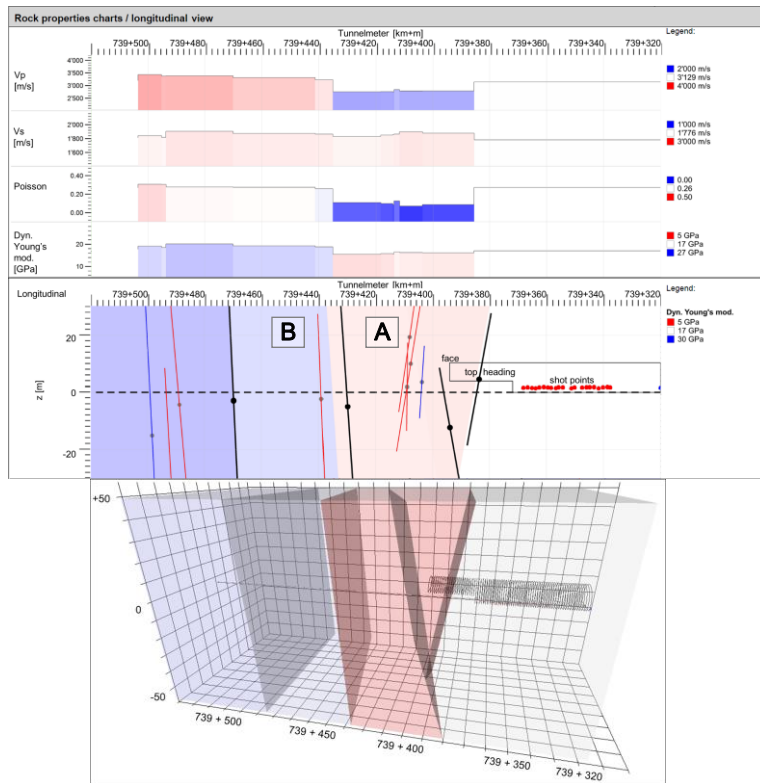 Rock properties charts / longitudinal view
Tunnelmeter [km+m]
Legend:
739+500 739+480 739+460 739+440 739+420 739+400 739+380 739+360 739+340 739+320
Vp
[m/s]
4'000
3'500
3'000
2'500
2'000 m/s
3'129 m/s
4'000 m/s
Vs
[m/s]
2'000
1'800
1'600
1'000 m/s
1'776 m/s
3'000 m/s
Poisson
0.40
0.20
0.00
0.00
0.26
0.50
Dyn.
Young's
mod.
[GPa]
20
10
5 GPa
17 GPa
27 GPa
Longitudinal
Tunnelmeter [km+m]
Legend:
739+500 739+480 739+460 739+440 739+420 739+400 739+380 739+360 739+340 739+320
Dyn. Young's mod.
5 GPa
17 GPa
30 GPa
z [m]
20
0
-20
B
A
face
top heading
shot points
+50
0
-50
739 + 500
739 + 450
739 + 400
739 + 350
739 + 320